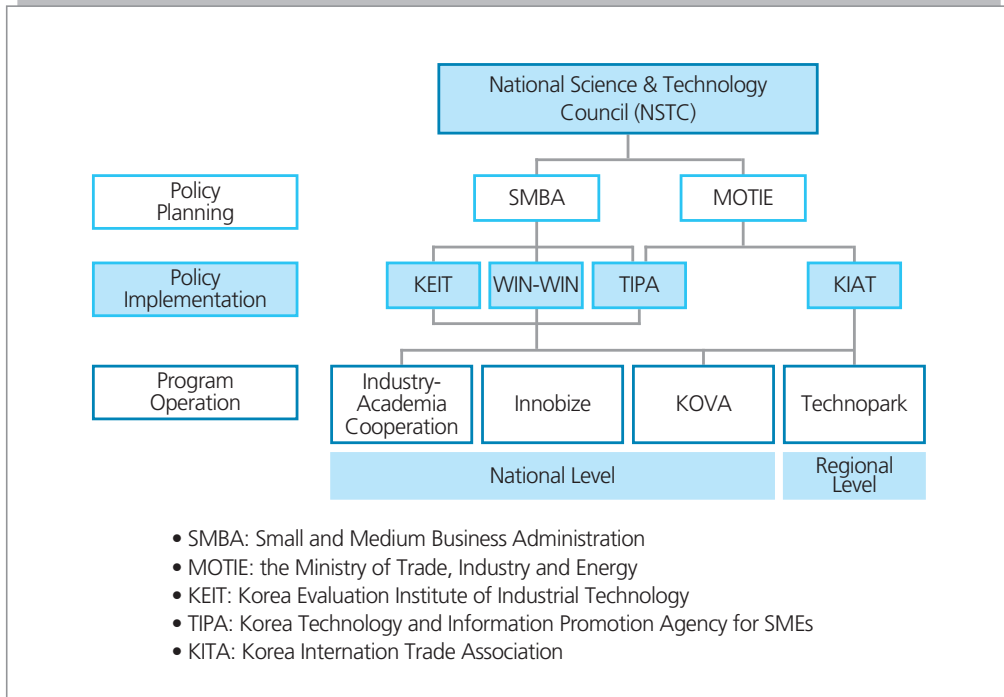 National Science & Technology
Council (NSTC)
Policy
Planning
SMBA
MOTIE
Policy
Implementation
KEIT
WIN-WIN
TIPA
KIAT
Program
Operation
Industry-
Academia
Cooperation
Innobize
KOVA
Technopark
National Level
Regional
Level
• SMBA: Small and Medium Business Administration
• MOTIE: the Ministry of Trade, Industry and Energy
• KEIT: Korea Evaluation Institute of Industrial Technology
• TIPA: Korea Technology and Information Promotion Agency for SMEs
• KITA: Korea Internation Trade Association